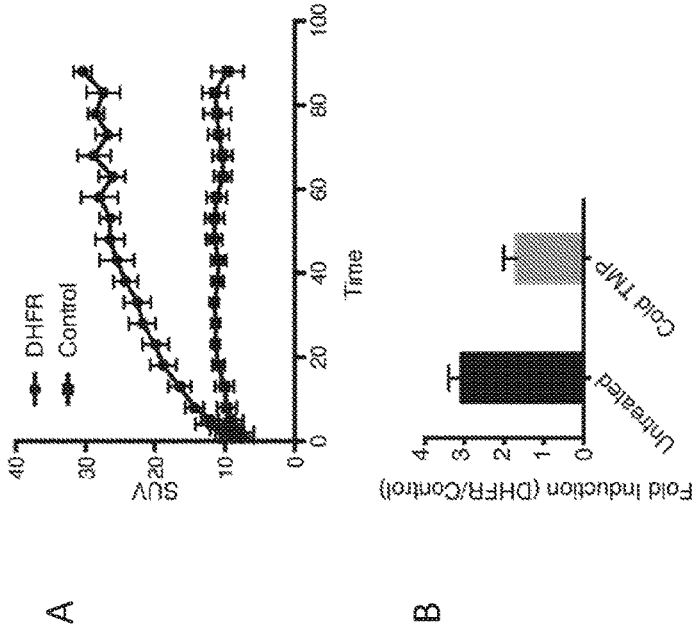 A
40
30
20
10
0
SUV
DHFR
Control
0 20 40 60 80 100
Time
B
4
3
2
1
0
Fold Induction (DHFR/Control)
Untreated
Cold TMP